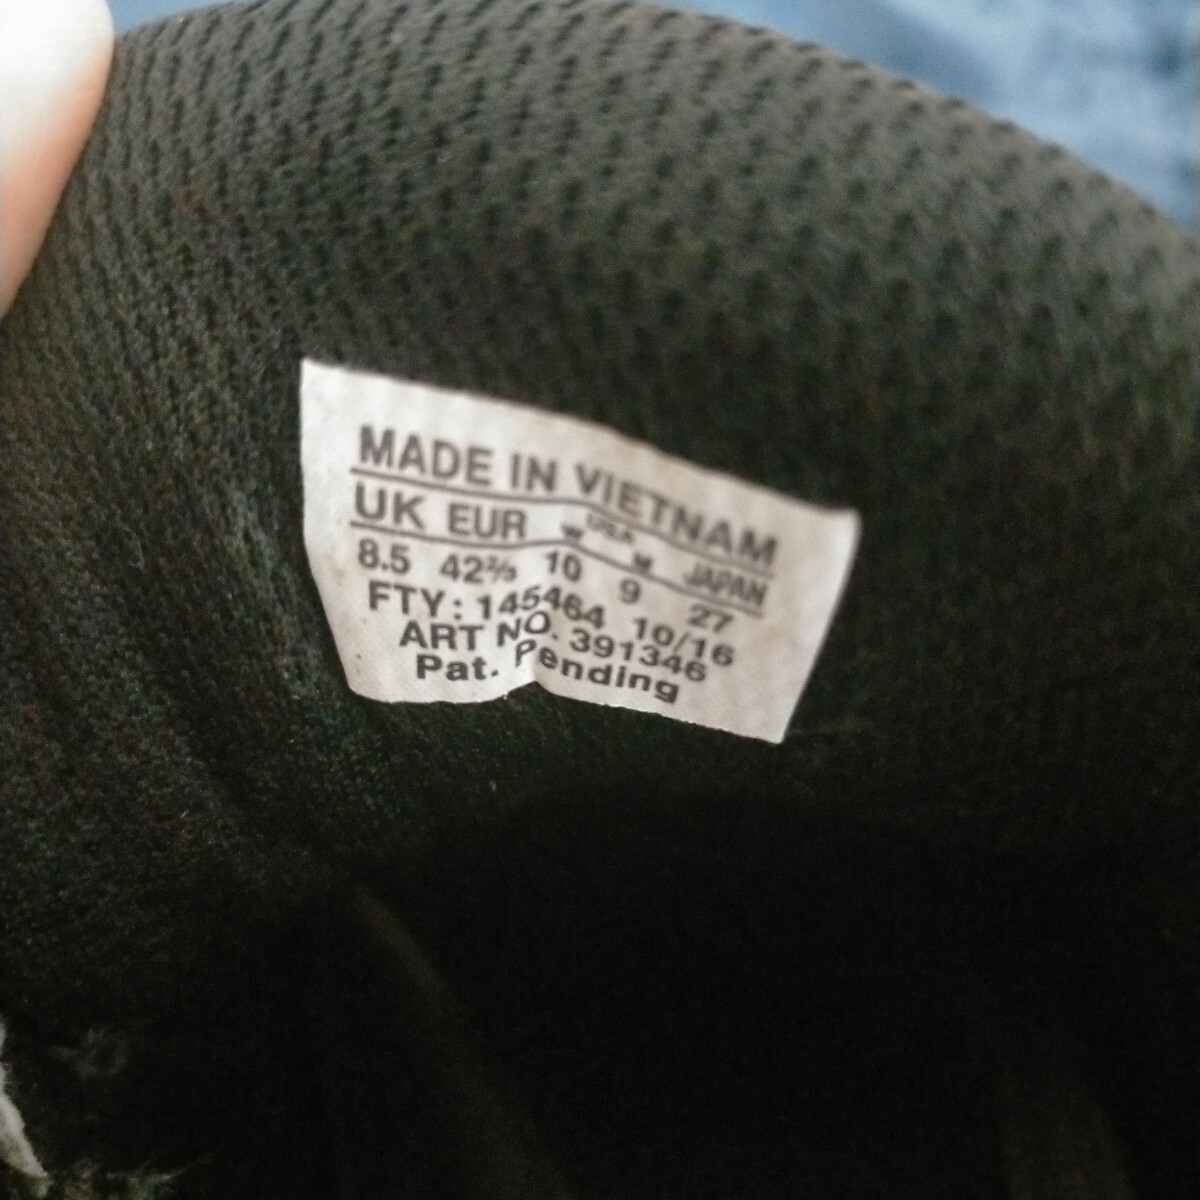 MADE IN VIETNAM
UK EUR W USA M JAPAN
8.5 42⅔ 10 9 27
FTY: 145464 10/16
ART NO. 391346
Pat. Pending